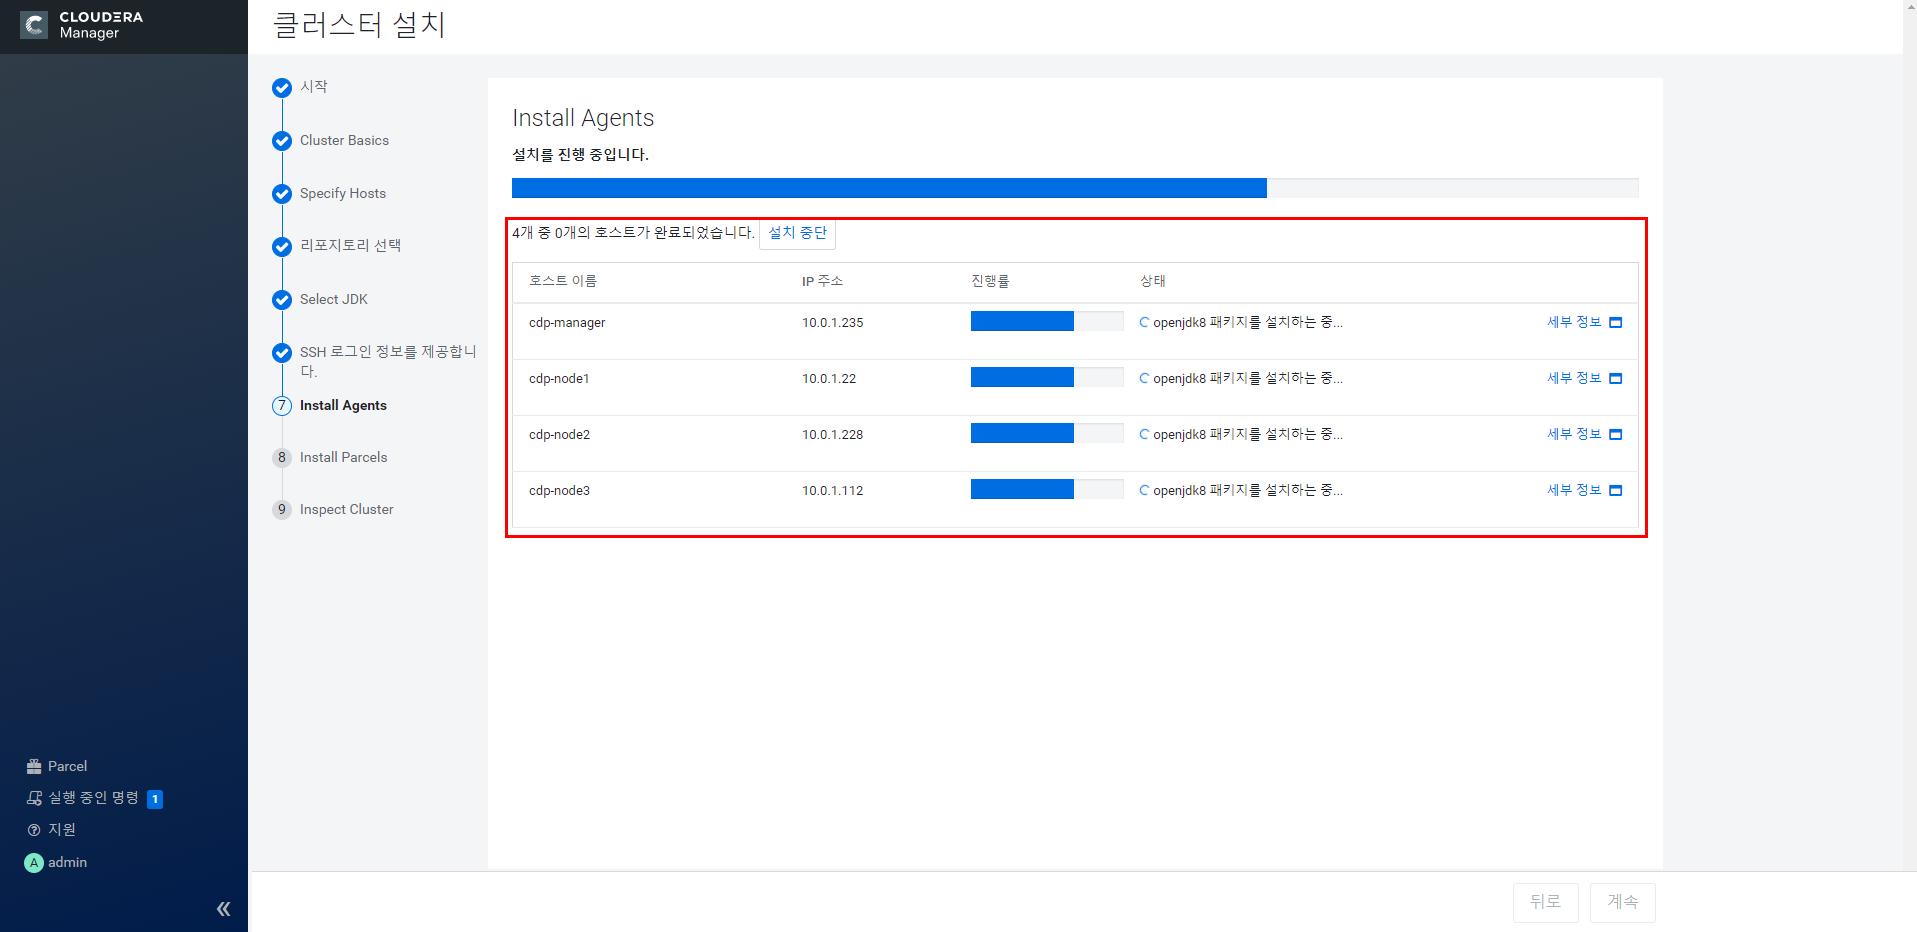 CLOUDERA
Manager
클러스터 설치
시작
Cluster Basics
Specify Hosts
리포지토리 선택
Select JDK
SSH 로그인 정보를 제공합니
다.
7 Install Agents
8 Install Parcels
9 Inspect Cluster
Install Agents
설치를 진행 중입니다.
4개 중 0개의 호스트가 완료되었습니다. 설치 중단
호스트 이름 IP 주소 진행률 상태
cdp-manager 10.0.1.235 openjdk8 패키지를 설치하는 중... 세부 정보
cdp-node1 10.0.1.22 openjdk8 패키지를 설치하는 중... 세부 정보
cdp-node2 10.0.1.228 openjdk8 패키지를 설치하는 중... 세부 정보
cdp-node3 10.0.1.112 openjdk8 패키지를 설치하는 중... 세부 정보
Parcel
실행 중인 명령 1
지원
A admin
뒤로 계속